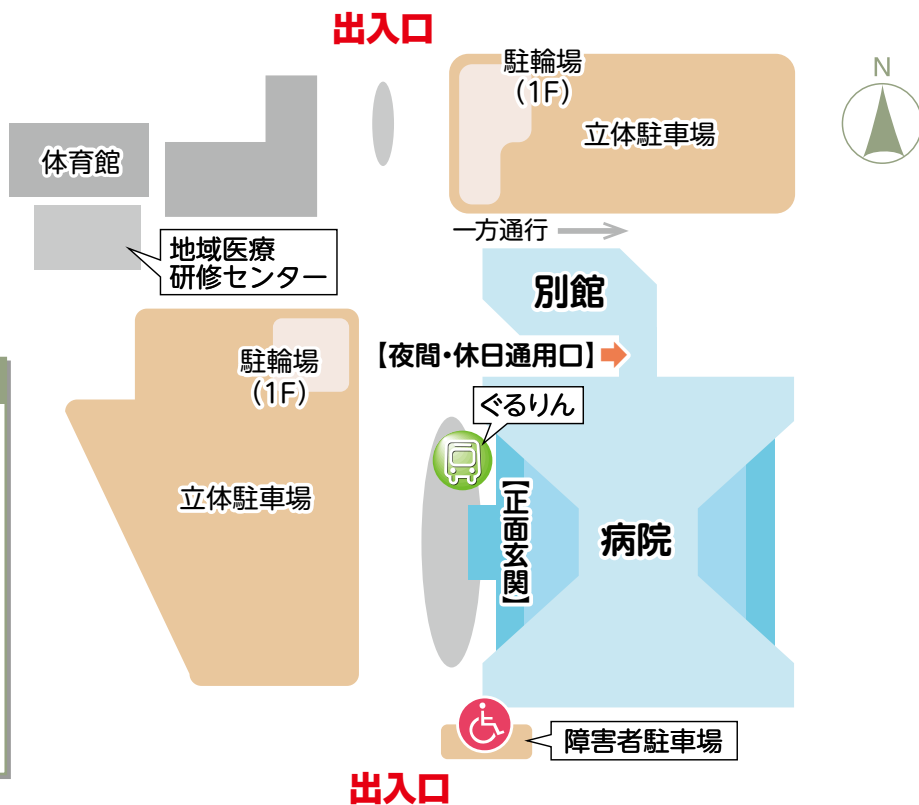 出入口
駐輪場
(1F)
立体駐車場
N
体育館
一方通行
地域医療
研修センター
別館
【夜間・休日通用口】
駐輪場
(1F)
ぐるりん
立体駐車場
【正面玄関】
病院
障害者駐車場
出入口